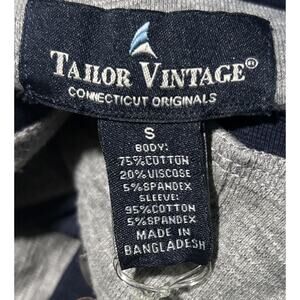 TAILOR VINTAGE®
CONNECTICUT ORIGINALS
S
BODY:
75%COTTON
20%VISCOSE
5%SPANDEX
SLEEVE:
95%COTTON
5%SPANDEX
MADE IN
BANGLADESH